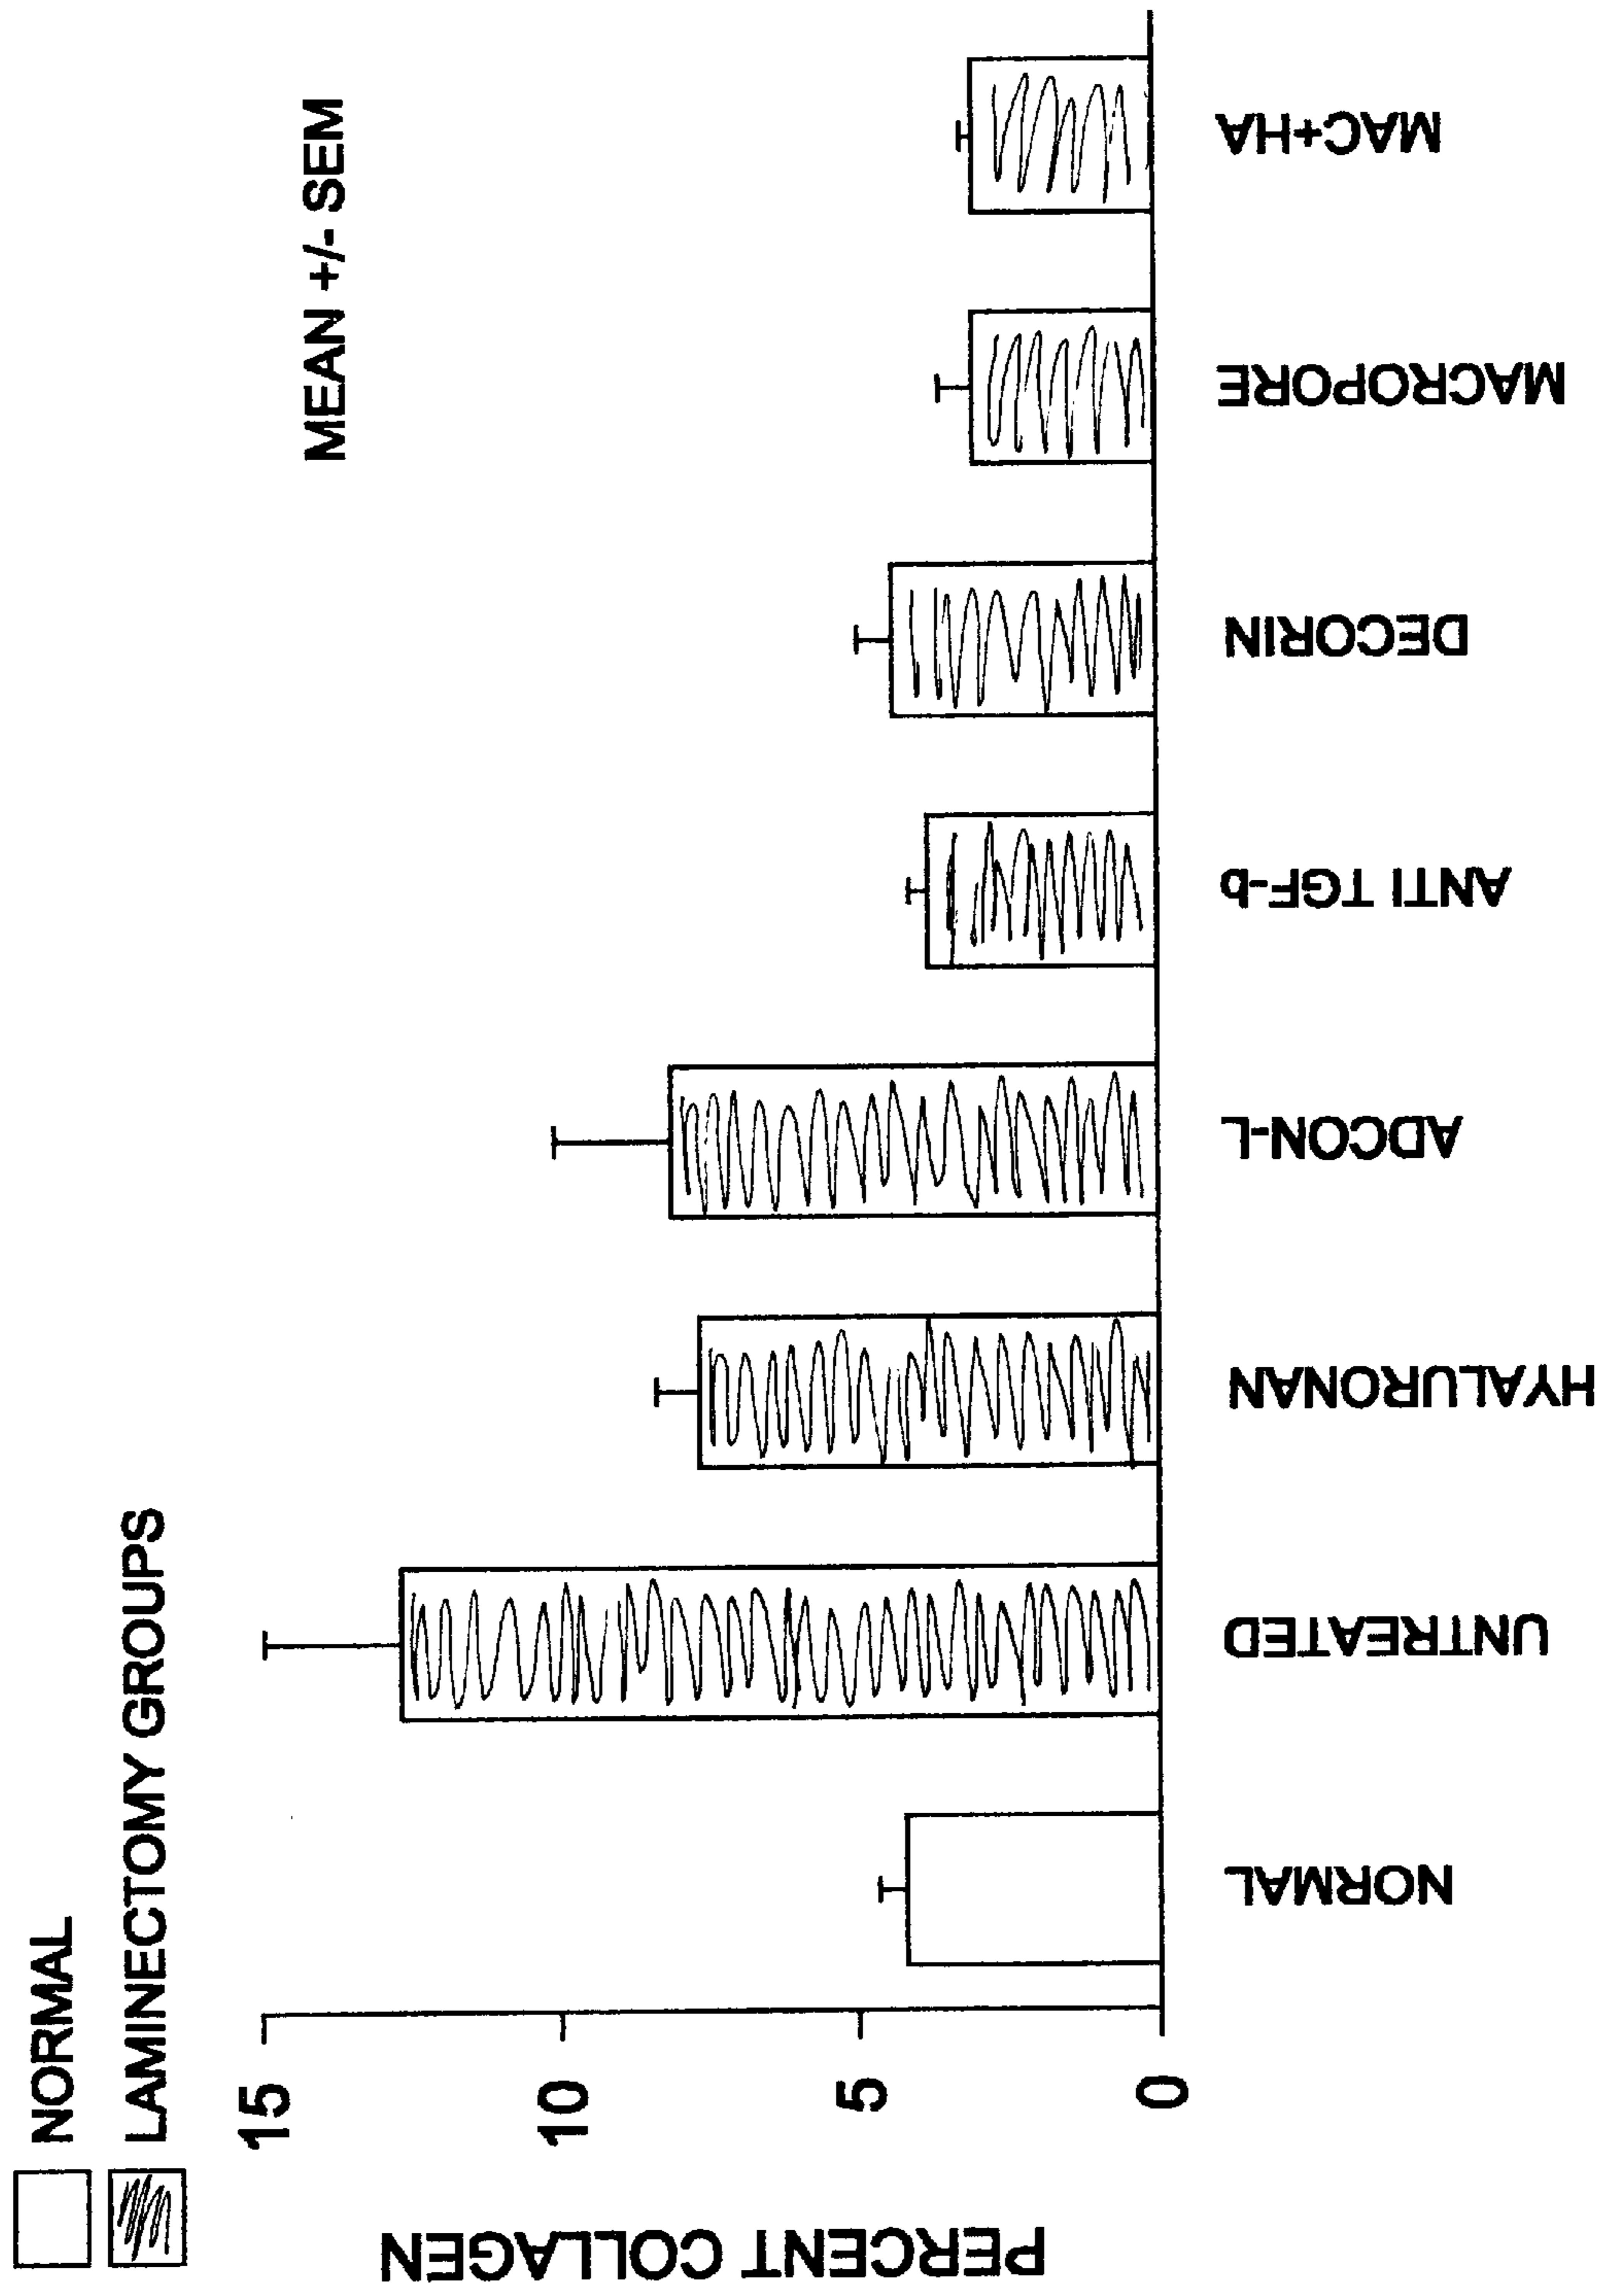 NORMAL
LAMINECTOMY GROUPS
MEAN +/- SEM
PERCENT COLLAGEN
15
10
5
0
NORMAL
UNTREATED
HYALURONAN
ADCON-L
ANTI TGF-b
DECORIN
MACROPORE
MAC+HA